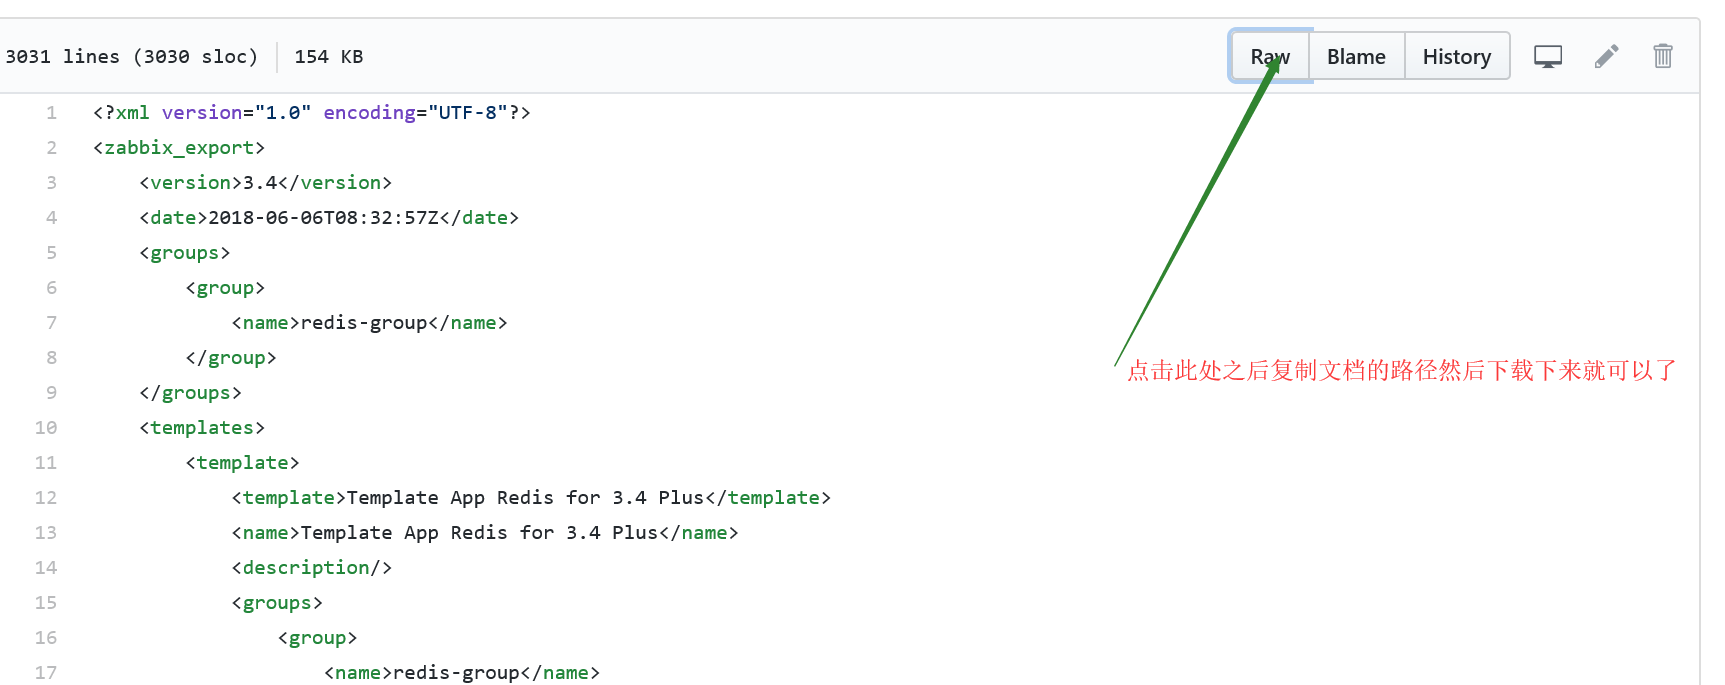 3031 lines (3030 sloc) 154 KB
Raw Blame History
1 <?xml version="1.0" encoding="UTF-8"?>
2 <zabbix_export>
3 <version>3.4</version>
4 <date>2018-06-06T08:32:57Z</date>
5 <groups>
6 <group>
7 <name>redis-group</name>
8 </group>
点击此处之后复制文档的路径然后下载下来就可以了
9 </groups>
10 <templates>
11 <template>
12 <template>Template App Redis for 3.4 Plus</template>
13 <name>Template App Redis for 3.4 Plus</name>
14 <description/>
15 <groups>
16 <group>
17 <name>redis-group</name>